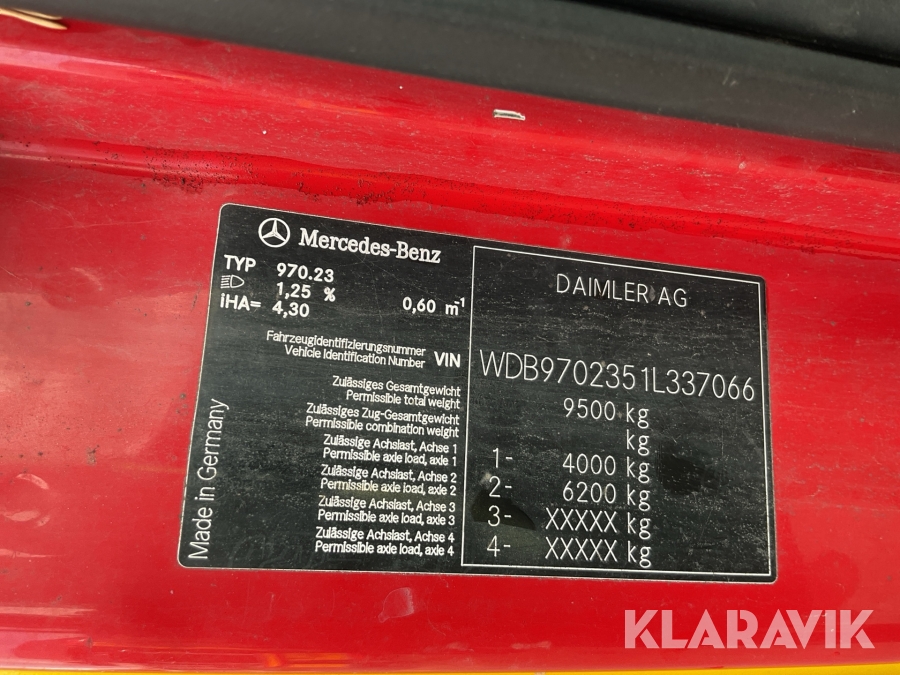 Mercedes-Benz
TYP 970.23
1,25 % 0,60 m⁻¹
iHA= 4,30
Fahrzeugidentifizierungsnummer
Vehicle Identification Number VIN
Zulässiges Gesamtgewicht
Permissible total weight
Zulässiges Zug-Gesamtgewicht
Permissible combination weight
Zulässige Achslast, Achse 1
Permissible axle load, axle 1
Zulässige Achslast, Achse 2
Permissible axle load, axle 2
Zulässige Achslast, Achse 3
Permissible axle load, axle 3
Zulässige Achslast, Achse 4
Permissible axle load, axle 4
Made in Germany
DAIMLER AG
WDB9702351L337066
9500 kg
kg
1- 4000 kg
2- 6200 kg
3- XXXXX kg
4- XXXXX kg
KLARAVIK